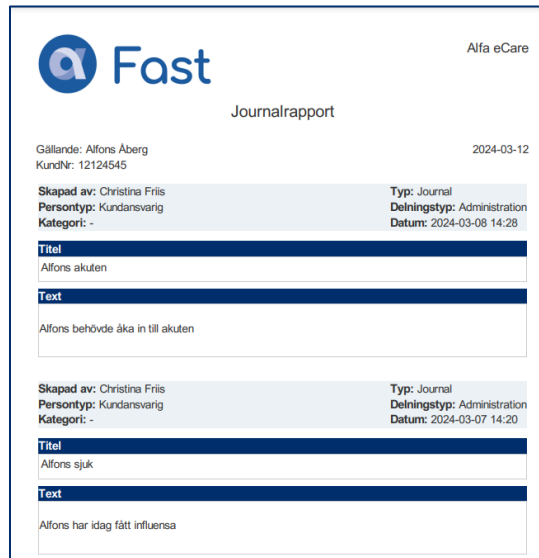 Fast
Alfa eCare
Journalrapport
Gällande: Alfons Åberg 2024-03-12
KundNr: 12124545
Skapad av: Christina Friis Typ: Journal
Persontyp: Kundansvarig Delningstyp: Administration
Kategori: - Datum: 2024-03-08 14:28
Titel
Alfons akuten
Text
Alfons behövde åka in till akuten
Skapad av: Christina Friis Typ: Journal
Persontyp: Kundansvarig Delningstyp: Administration
Kategori: - Datum: 2024-03-07 14:20
Titel
Alfons sjuk
Text
Alfons har idag fått influensa